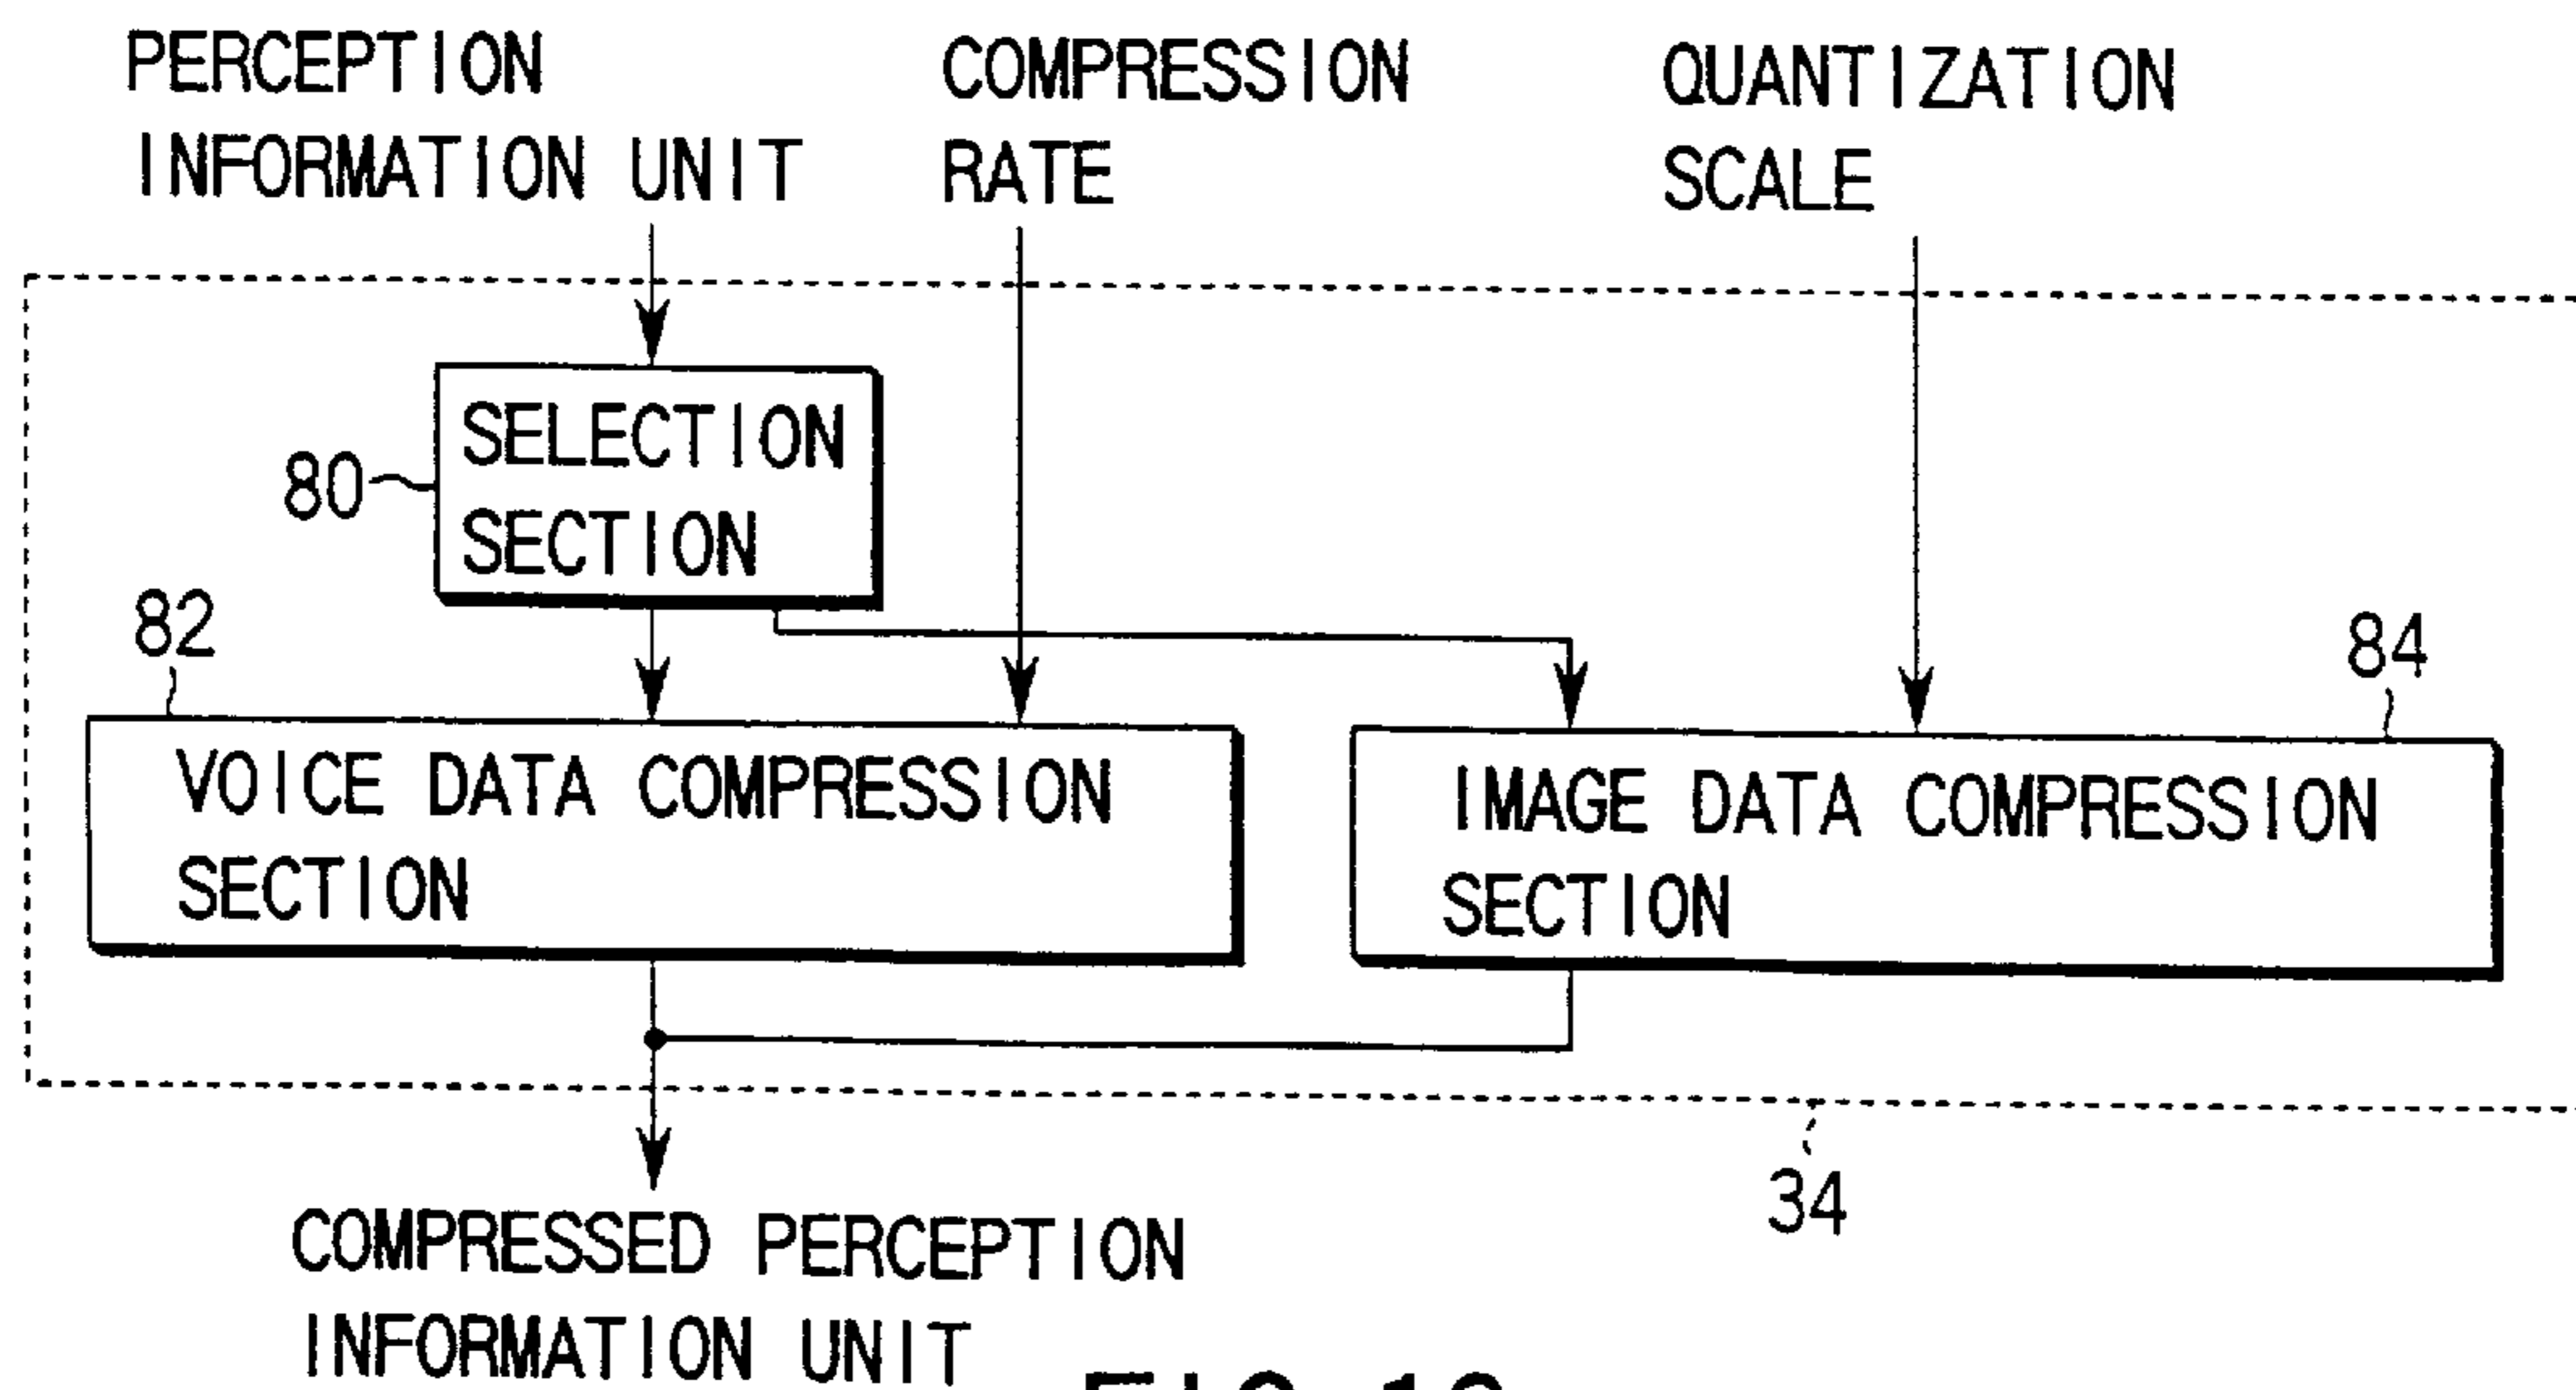 PERCEPTION
INFORMATION UNIT
COMPRESSION
RATE
QUANTIZATION
SCALE
80
SELECTION
SECTION
82
84
VOICE DATA COMPRESSION
SECTION
IMAGE DATA COMPRESSION
SECTION
34
COMPRESSED PERCEPTION
INFORMATION UNIT